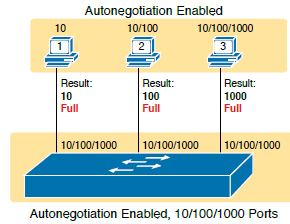 Autonegotiation Enabled
10 10/100 10/100/1000
1 2 3
Result: Result: Result:
10 100 1000
Full Full Full
10/100/1000 10/100/1000 10/100/1000
Autonegotiation Enabled, 10/100/1000 Ports